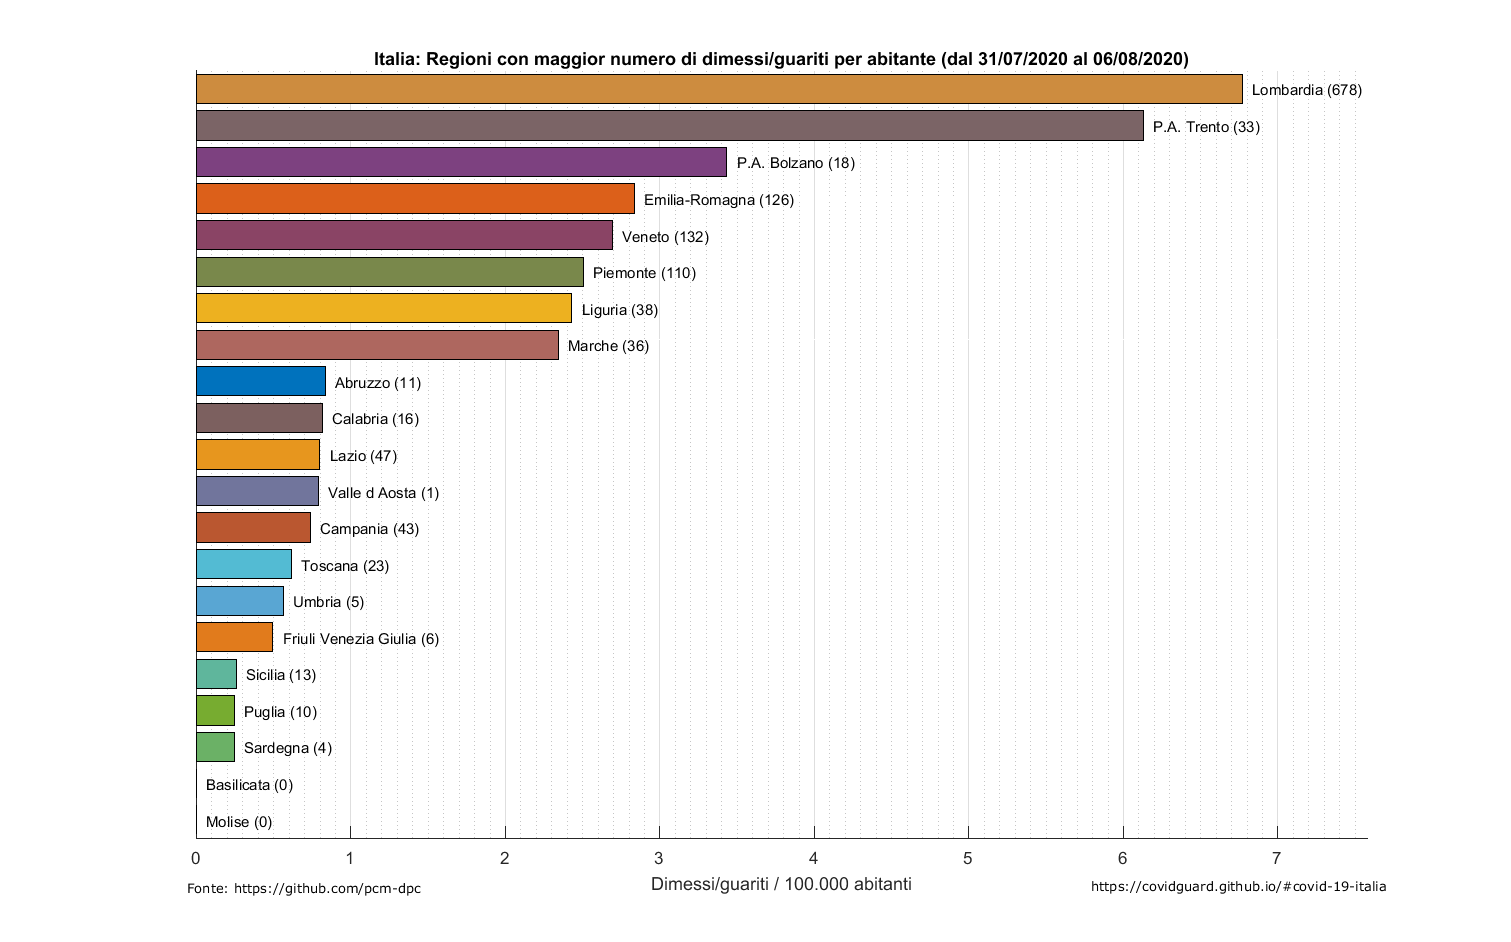 Italia: Regioni con maggior numero di dimessi/guariti per abitante (dal 31/07/2020 al 06/08/2020)
Lombardia (678)
P.A. Trento (33)
P.A. Bolzano (18)
Emilia-Romagna (126)
Veneto (132)
Piemonte (110)
Liguria (38)
Marche (36)
Abruzzo (11)
Calabria (16)
Lazio (47)
Valle d Aosta (1)
Campania (43)
Toscana (23)
Umbria (5)
Friuli Venezia Giulia (6)
Sicilia (13)
Puglia (10)
Sardegna (4)
Basilicata (0)
Molise (0)
0 1 2 3 4 5 6 7
Dimessi/guariti / 100.000 abitanti
Fonte: https://github.com/pcm-dpc
https://covidguard.github.io/#covid-19-italia